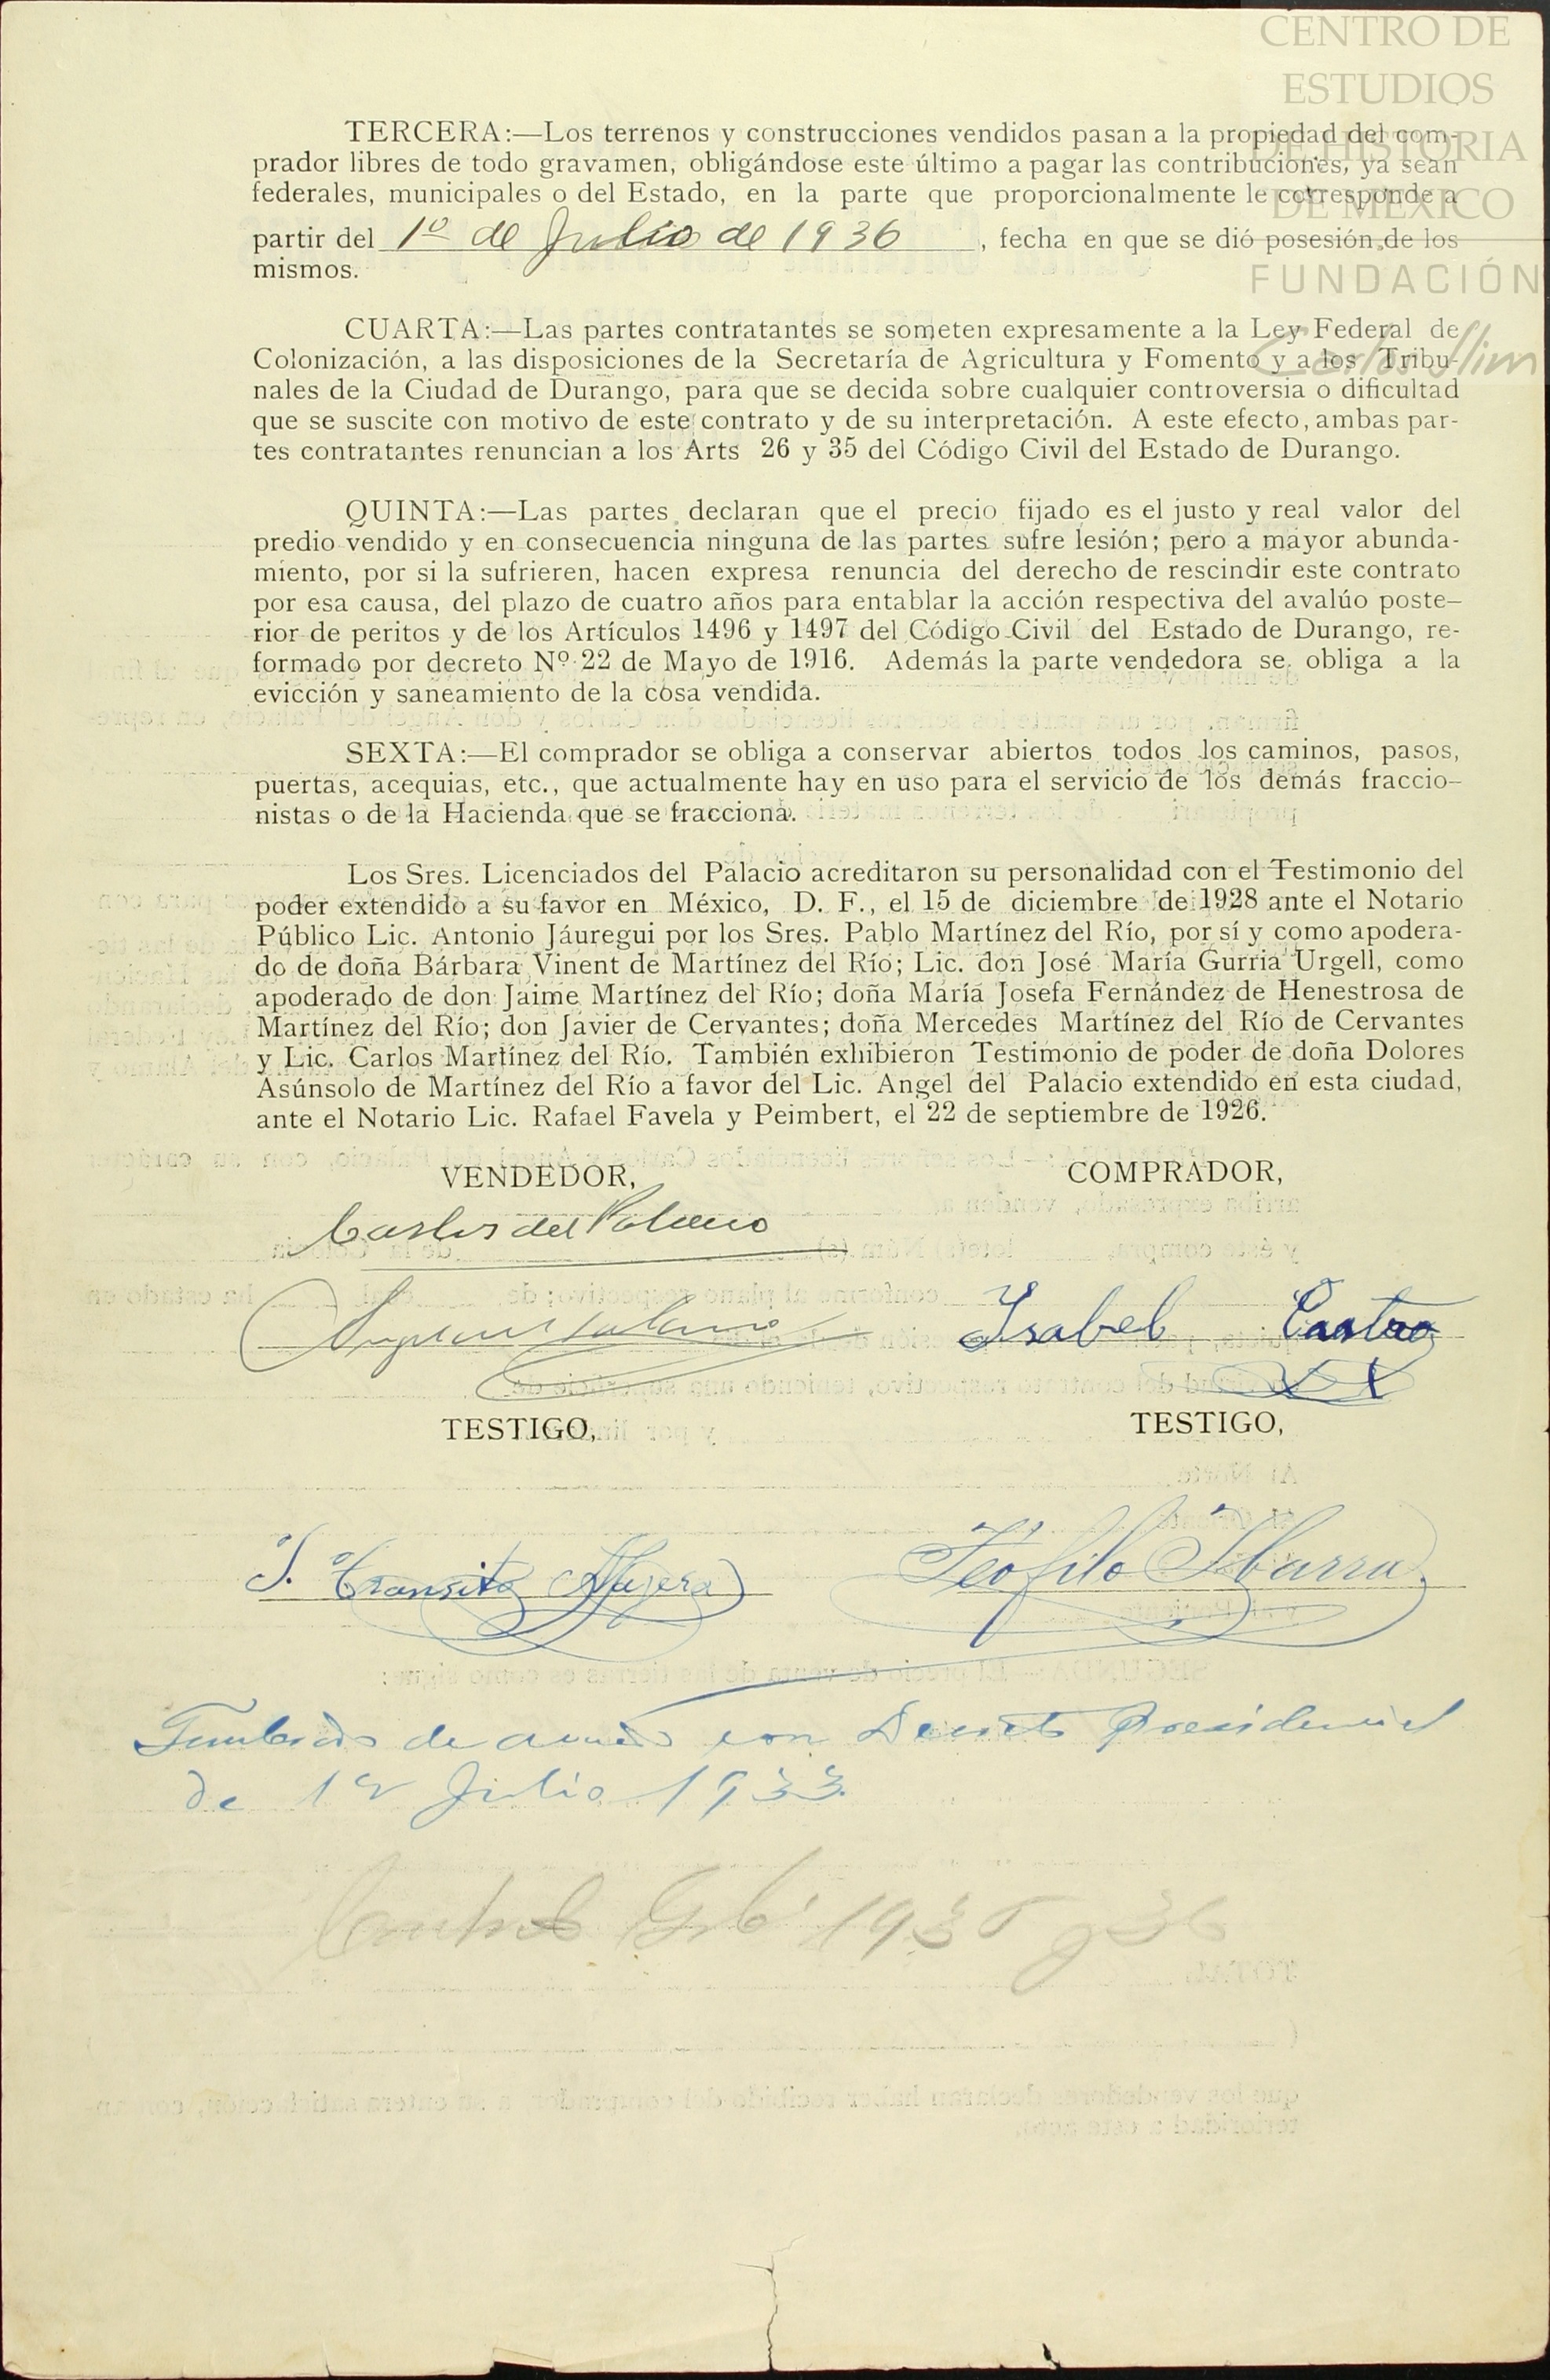 CENTRO DE
ESTUDIOS
DE HISTORIA
DE MÉXICO
FUNDACIÓN
Carlos Slim
TERCERA:—Los terrenos y construcciones vendidos pasan a la propiedad del com-
prador libres de todo gravamen, obligándose este último a pagar las contribuciones, ya sean
federales, municipales o del Estado, en la parte que proporcionalmente le corresponde a
partir del 1º de Julio de 1936, fecha en que se dió posesión de los
mismos.
CUARTA:—Las partes contratantes se someten expresamente a la Ley Federal de
Colonización, a las disposiciones de la Secretaría de Agricultura y Fomento y a los Tribu-
nales de la Ciudad de Durango, para que se decida sobre cualquier controversia o dificultad
que se suscite con motivo de este contrato y de su interpretación. A este efecto, ambas par-
tes contratantes renuncian a los Arts 26 y 35 del Código Civil del Estado de Durango.
QUINTA:—Las partes declaran que el precio fijado es el justo y real valor del
predio vendido y en consecuencia ninguna de las partes sufre lesión; pero a mayor abunda-
miento, por si la sufrieren, hacen expresa renuncia del derecho de rescindir este contrato
por esa causa, del plazo de cuatro años para entablar la acción respectiva del avalúo poste-
rior de peritos y de los Artículos 1496 y 1497 del Código Civil del Estado de Durango, re-
formado por decreto Nº 22 de Mayo de 1916. Además la parte vendedora se obliga a la
evicción y saneamiento de la cosa vendida.
SEXTA:—El comprador se obliga a conservar abiertos todos los caminos, pasos,
puertas, acequias, etc., que actualmente hay en uso para el servicio de los demás fraccio-
nistas o de la Hacienda que se fracciona.
Los Sres. Licenciados del Palacio acreditaron su personalidad con el Testimonio del
poder extendido a su favor en México, D. F., el 15 de diciembre de 1928 ante el Notario
Público Lic. Antonio Jáuregui por los Sres. Pablo Martínez del Río, por sí y como apodera-
do de doña Bárbara Vinent de Martínez del Río; Lic. don José María Gurria Urgell, como
apoderado de don Jaime Martínez del Río; doña María Josefa Fernández de Henestrosa de
Martínez del Río; don Javier de Cervantes; doña Mercedes Martínez del Río de Cervantes
y Lic. Carlos Martínez del Río. También exhibieron Testimonio de poder de doña Dolores
Asúnsolo de Martínez del Río a favor del Lic. Angel del Palacio extendido en esta ciudad,
ante el Notario Lic. Rafael Favela y Peimbert, el 22 de septiembre de 1926.
VENDEDOR, COMPRADOR,
Carlos del Palacio
Angel del Palacio Isabel Castro
TESTIGO, TESTIGO,
J. Transito Teofilo Ibarra
Timbrado de acuerdo con Decreto Presidencial
de 12 Julio 1933.
1935 y 36